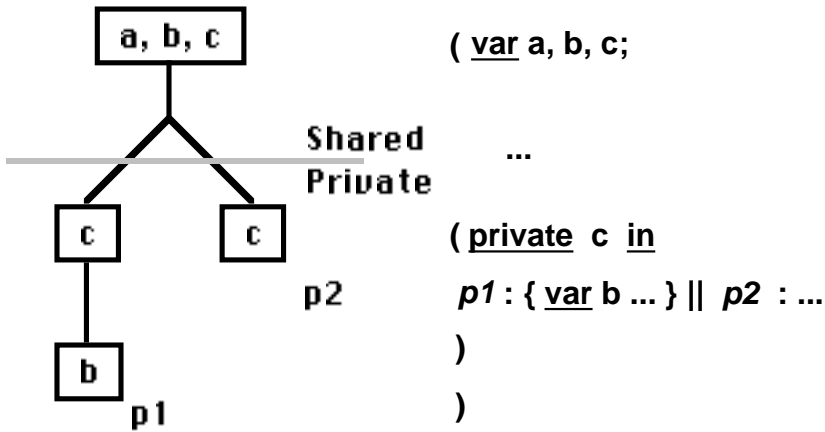 a, b, c
( var a, b, c;
Shared
...
Private
c
c
( private c in
p2
p1 : { var b ... } || p2 : ...
b
)
p1
)